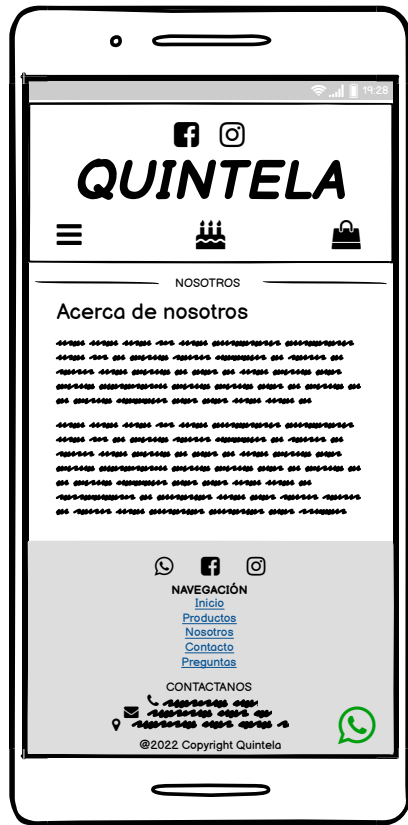 19:28
QUINTELA
NOSOTROS
Acerca de nosotros
NAVEGACIÓN
Inicio
Productos
Nosotros
Contacto
Preguntas
CONTACTANOS
@2022 Copyright Quintela